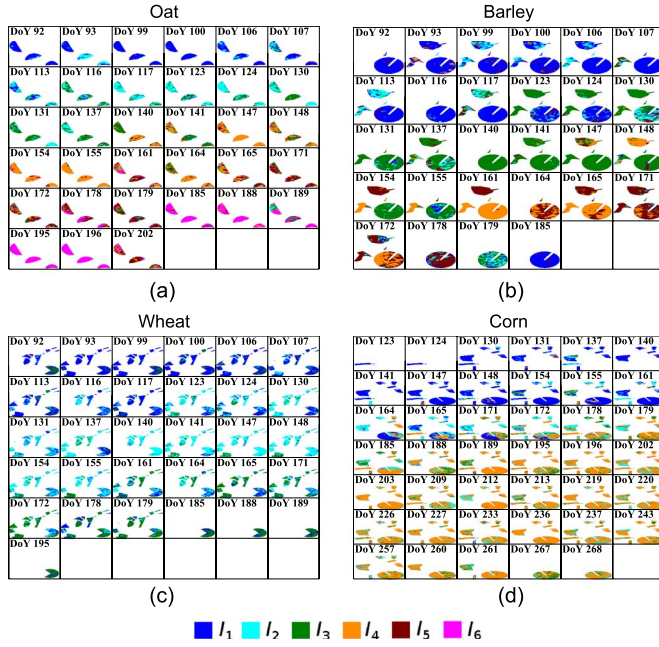 Oat
DoY 92 DoY 93 DoY 99 DoY 100 DoY 106 DoY 107
DoY 113 DoY 116 DoY 117 DoY 123 DoY 124 DoY 130
DoY 131 DoY 137 DoY 140 DoY 141 DoY 147 DoY 148
DoY 154 DoY 155 DoY 161 DoY 164 DoY 165 DoY 171
DoY 172 DoY 178 DoY 179 DoY 185 DoY 188 DoY 189
DoY 195 DoY 196 DoY 202
(a)
Barley
DoY 92 DoY 93 DoY 99 DoY 100 DoY 106 DoY 107
DoY 113 DoY 116 DoY 117 DoY 123 DoY 124 DoY 130
DoY 131 DoY 137 DoY 140 DoY 141 DoY 147 DoY 148
DoY 154 DoY 155 DoY 161 DoY 164 DoY 165 DoY 171
DoY 172 DoY 178 DoY 179 DoY 185
(b)
Wheat
DoY 92 DoY 93 DoY 99 DoY 100 DoY 106 DoY 107
DoY 113 DoY 116 DoY 117 DoY 123 DoY 124 DoY 130
DoY 131 DoY 137 DoY 140 DoY 141 DoY 147 DoY 148
DoY 154 DoY 155 DoY 161 DoY 164 DoY 165 DoY 171
DoY 172 DoY 178 DoY 179 DoY 185 DoY 188 DoY 189
DoY 195
(c)
Corn
DoY 123 DoY 124 DoY 130 DoY 131 DoY 137 DoY 140
DoY 141 DoY 147 DoY 148 DoY 154 DoY 155 DoY 161
DoY 164 DoY 165 DoY 171 DoY 172 DoY 178 DoY 179
DoY 185 DoY 188 DoY 189 DoY 195 DoY 196 DoY 202
DoY 203 DoY 209 DoY 212 DoY 213 DoY 219 DoY 220
DoY 226 DoY 227 DoY 233 DoY 236 DoY 237 DoY 243
DoY 257 DoY 260 DoY 261 DoY 267 DoY 268
(d)
I1 I2 I3 I4 I5 I6